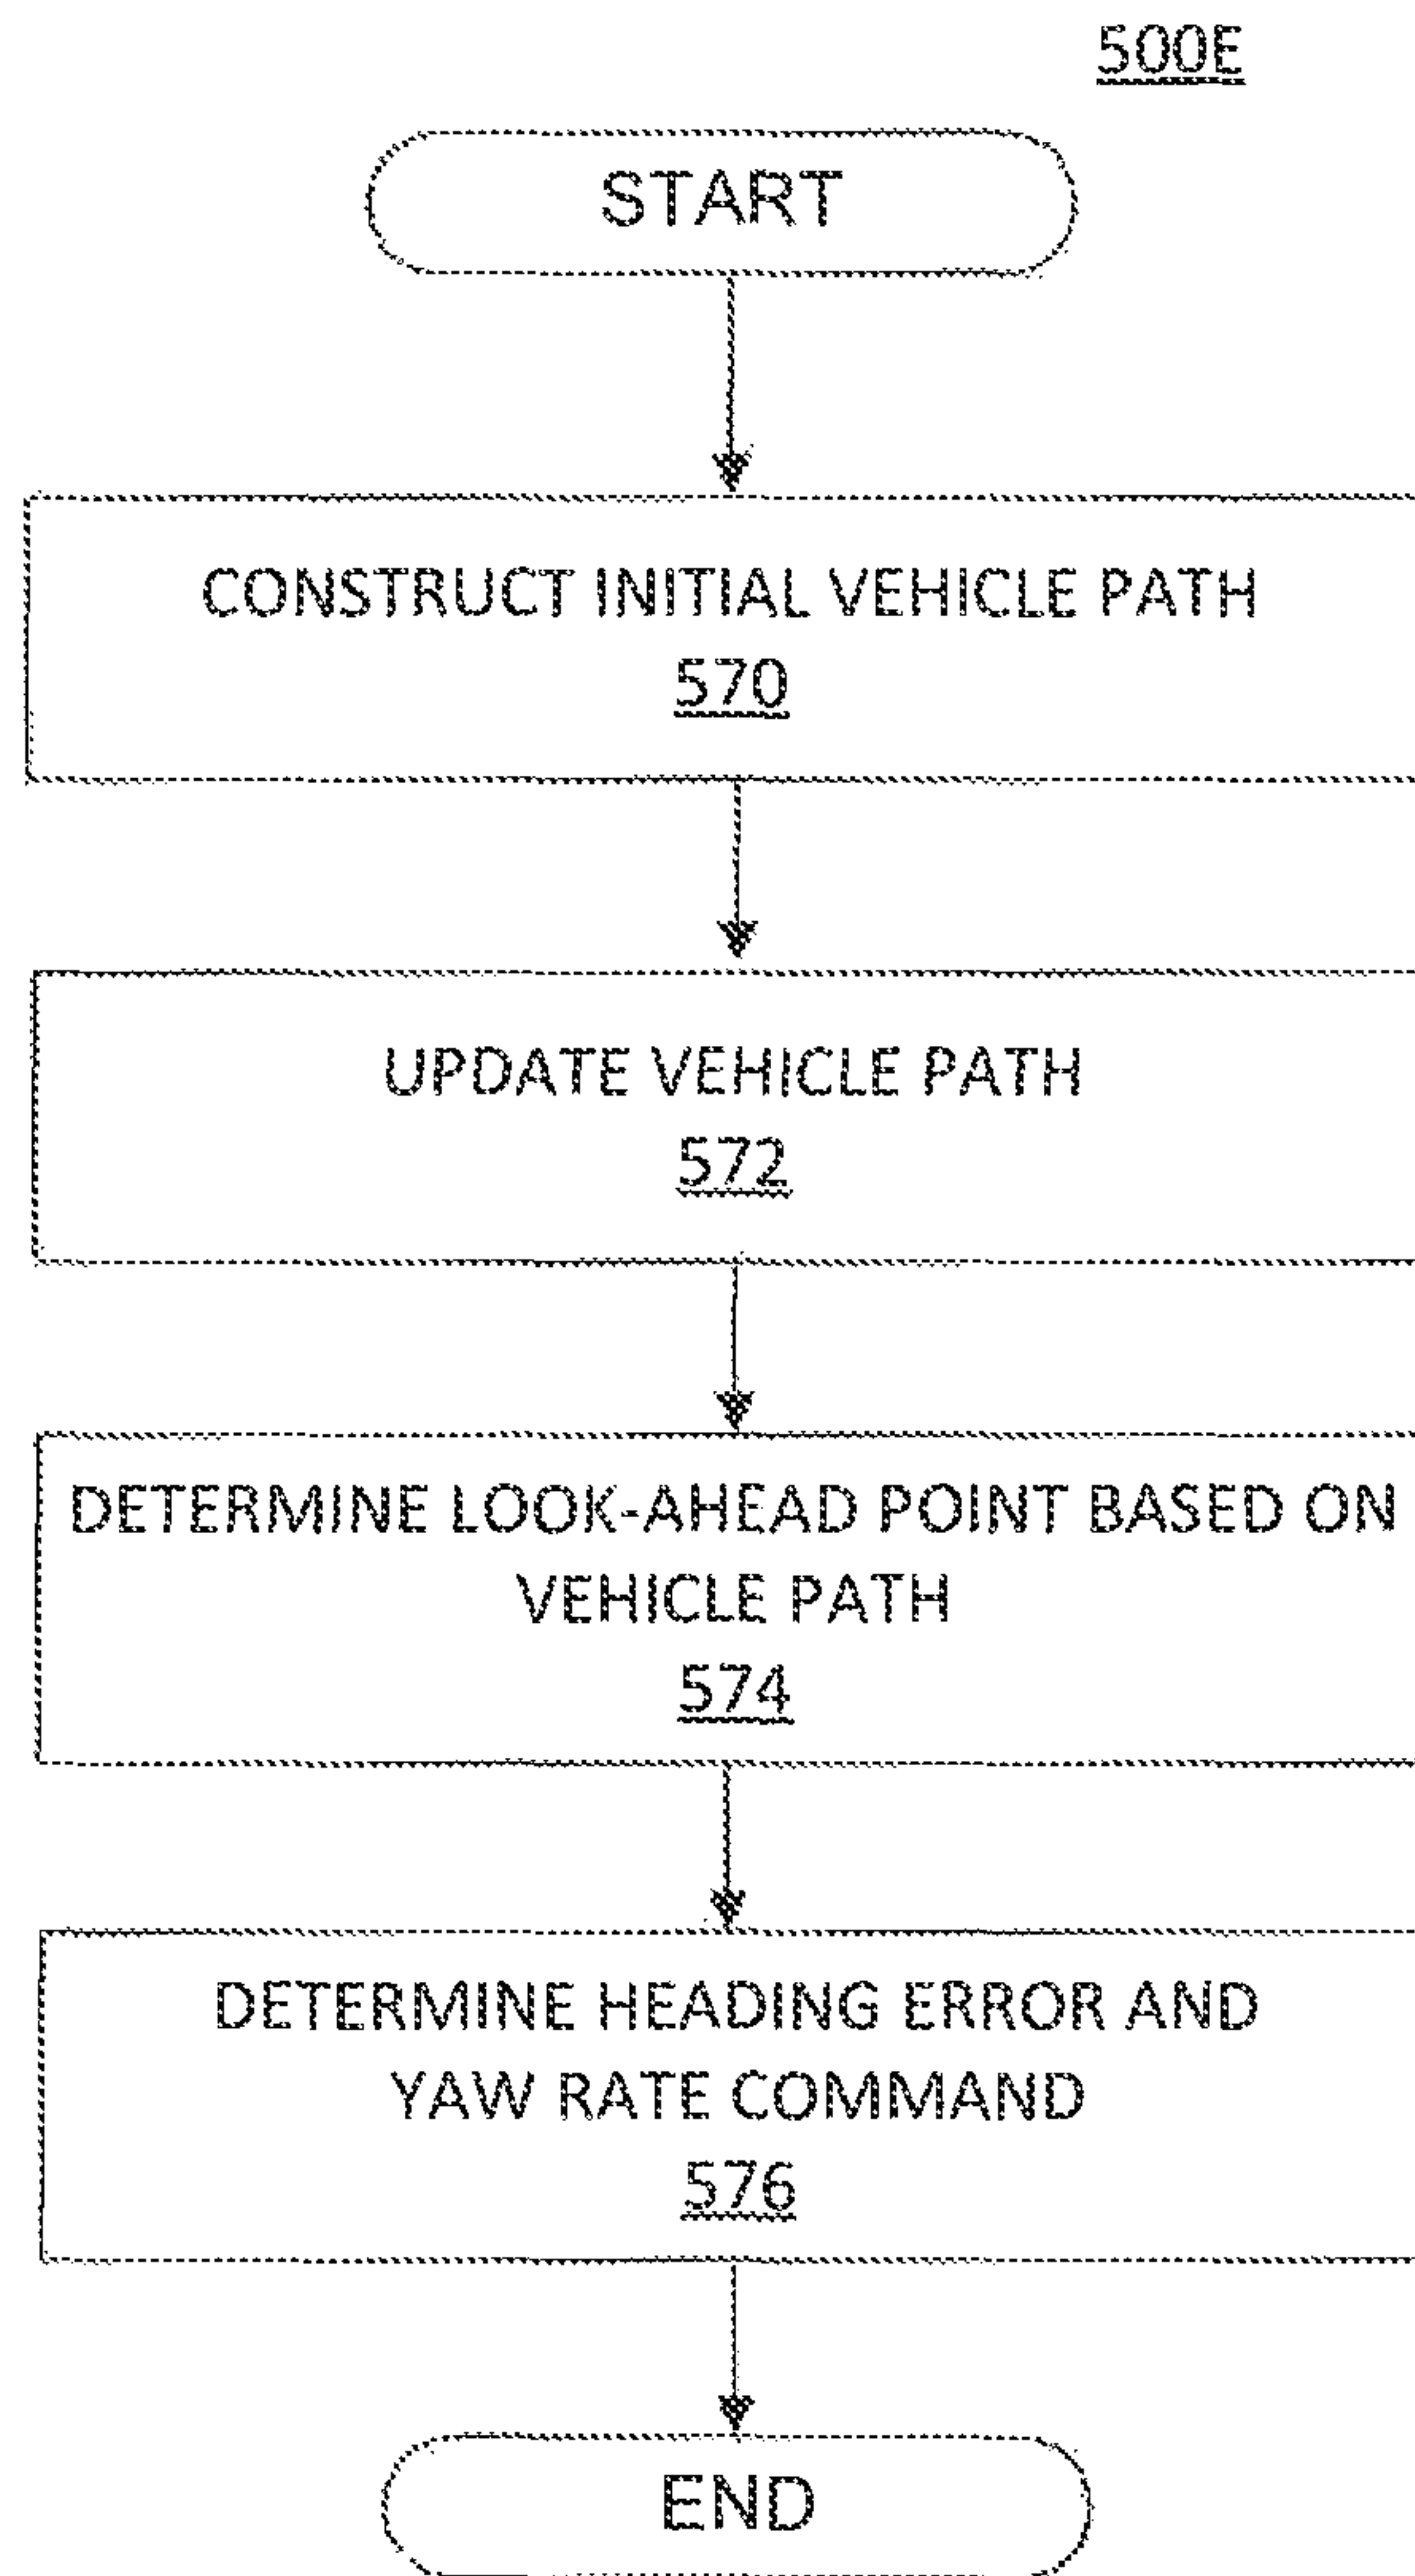 500E
START
CONSTRUCT INITIAL VEHICLE PATH
570
UPDATE VEHICLE PATH
572
DETERMINE LOOK-AHEAD POINT BASED ON
VEHICLE PATH
574
DETERMINE HEADING ERROR AND
YAW RATE COMMAND
576
END